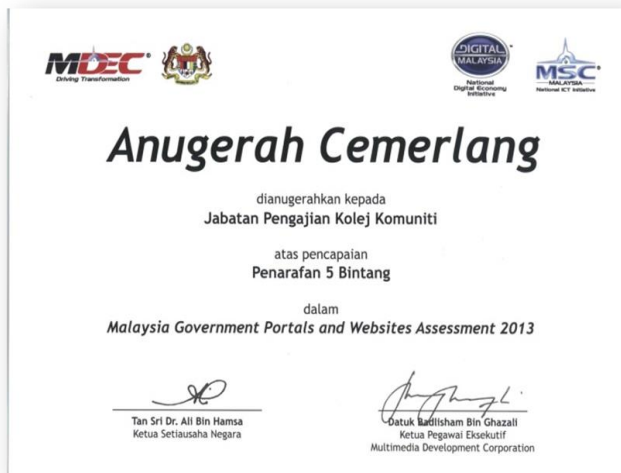 MDEC
Driving Transformation
DIGITAL
MALAYSIA
National
Digital Economy
Initiative
MSC
MALAYSIA
National ICT Initiative
Anugerah Cemerlang
dianugerahkan kepada
Jabatan Pengajian Kolej Komuniti
atas pencapaian
Penarafan 5 Bintang
dalam
Malaysia Government Portals and Websites Assessment 2013
Tan Sri Dr. Ali Bin Hamsa
Ketua Setiausaha Negara
Datuk Badlisham Bin Ghazali
Ketua Pegawai Eksekutif
Multimedia Development Corporation